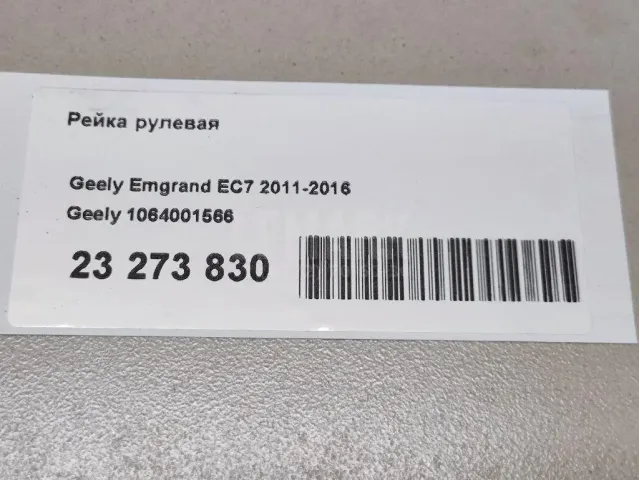 Рейка рулевая
Geely Emgrand EC7 2011-2016
Geely 1064001566
23 273 830